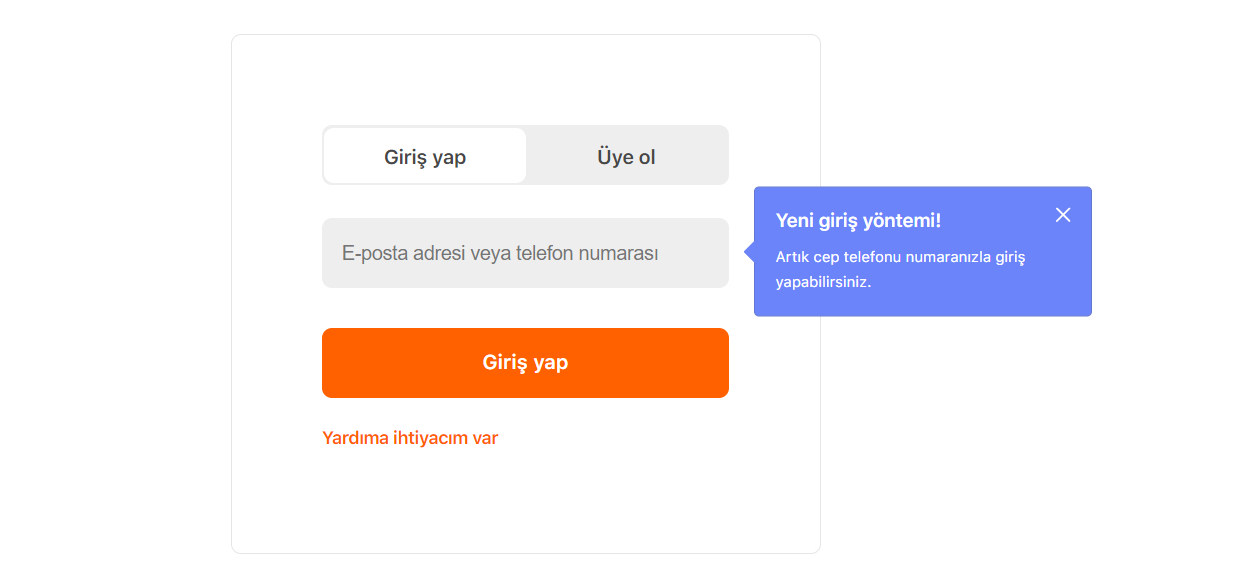 Giriş yap
Üye ol
E-posta adresi veya telefon numarası
Yeni giriş yöntemi!
Artık cep telefonu numaranızla giriş
yapabilirsiniz.
Giriş yap
Yardıma ihtiyacım var